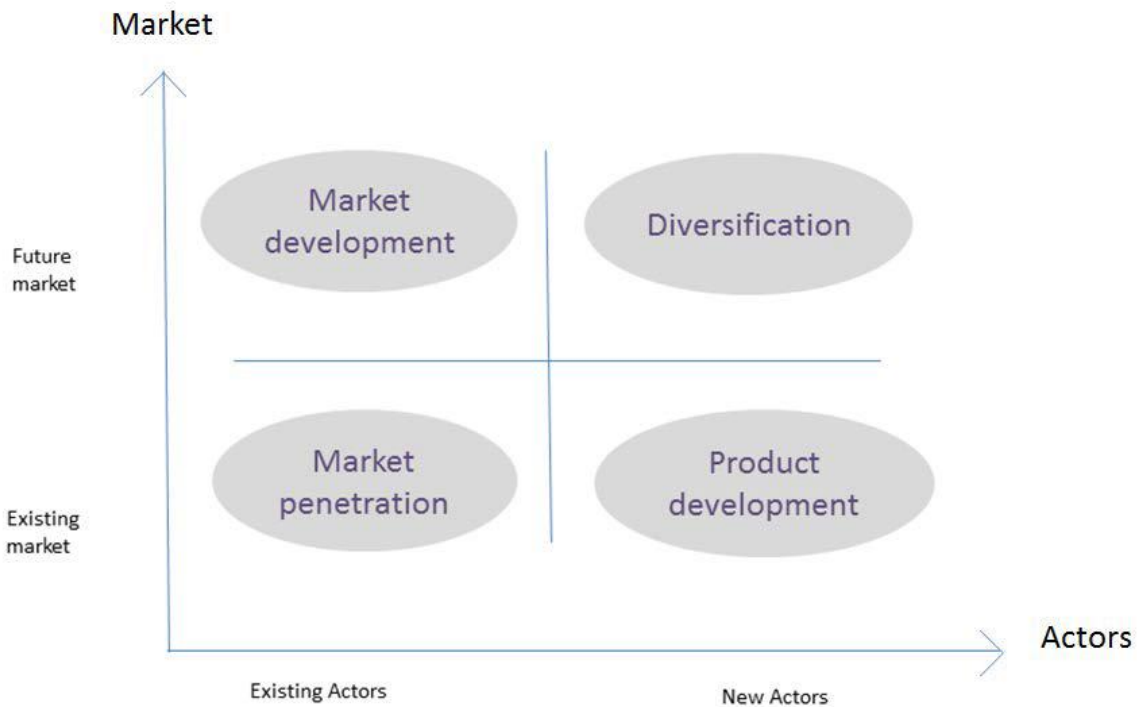 Market
Market
development
Diversification
Future
market
Market
penetration
Product
development
Existing
market
Actors
Existing Actors
New Actors